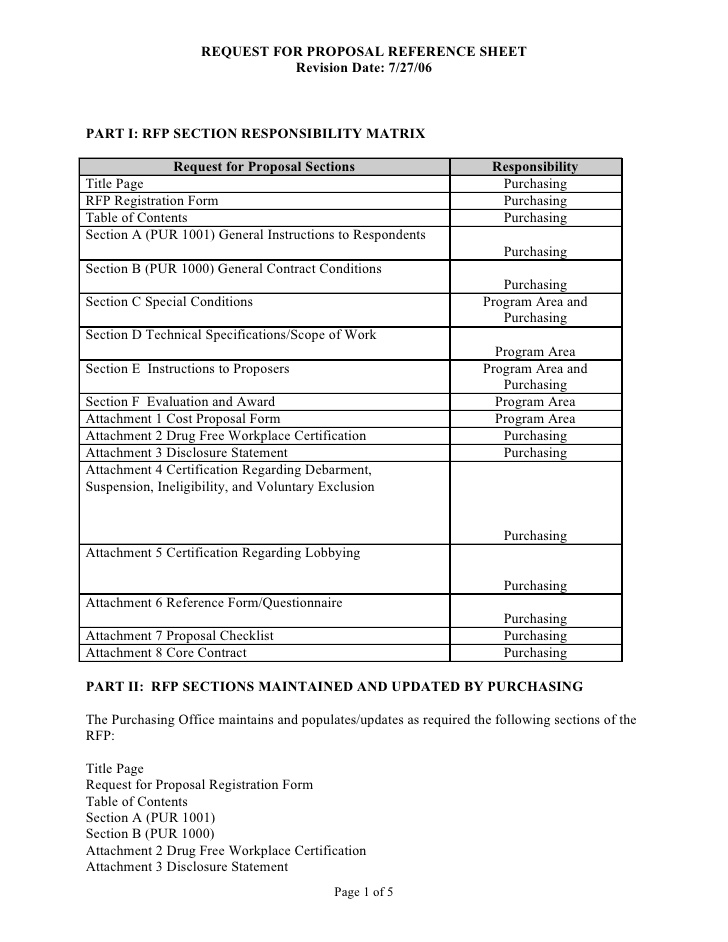 REQUEST FOR PROPOSAL REFERENCE SHEET
Revision Date: 7/27/06
PART I: RFP SECTION RESPONSIBILITY MATRIX
Request for Proposal Sections Responsibility
Title Page Purchasing
RFP Registration Form Purchasing
Table of Contents Purchasing
Section A (PUR 1001) General Instructions to Respondents
Purchasing
Section B (PUR 1000) General Contract Conditions
Purchasing
Section C Special Conditions Program Area and
Purchasing
Section D Technical Specifications/Scope of Work
Program Area
Section E  Instructions to Proposers Program Area and
Purchasing
Section F  Evaluation and Award Program Area
Attachment 1 Cost Proposal Form Program Area
Attachment 2 Drug Free Workplace Certification Purchasing
Attachment 3 Disclosure Statement Purchasing
Attachment 4 Certification Regarding Debarment,
Suspension, Ineligibility, and Voluntary Exclusion
Purchasing
Attachment 5 Certification Regarding Lobbying
Purchasing
Attachment 6 Reference Form/Questionnaire
Purchasing
Attachment 7 Proposal Checklist Purchasing
Attachment 8 Core Contract Purchasing
PART II:  RFP SECTIONS MAINTAINED AND UPDATED BY PURCHASING
The Purchasing Office maintains and populates/updates as required the following sections of the
RFP:
Title Page
Request for Proposal Registration Form
Table of Contents
Section A (PUR 1001)
Section B (PUR 1000)
Attachment 2 Drug Free Workplace Certification
Attachment 3 Disclosure Statement
Page 1 of 5